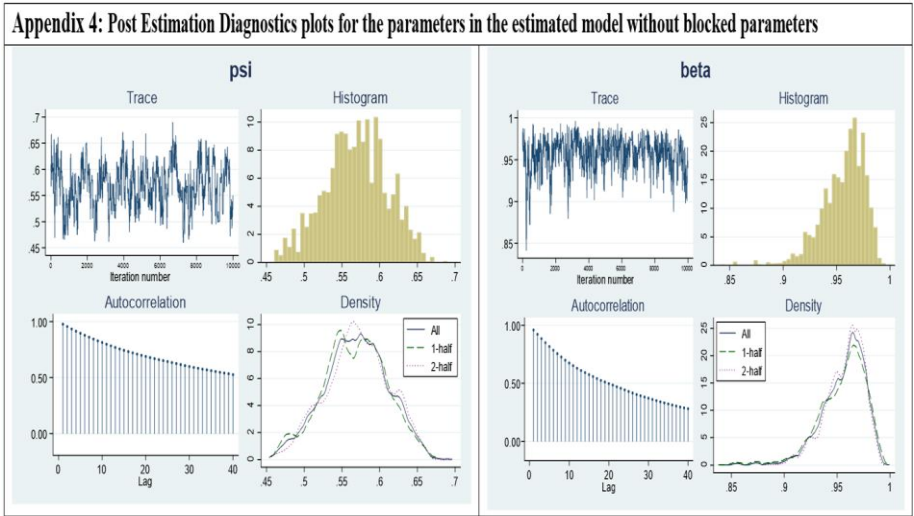 Appendix 4: Post Estimation Diagnostics plots for the parameters in the estimated model without blocked parameters
psi
Trace
.7
.65
.6
.55
.5
.45
0 2000 4000 6000 8000 10000
Iteration number
Histogram
10
8
6
4
2
0
.45 .5 .55 .6 .65 .7
Autocorrelation
1.00
0.50
0.00
0 10 20 30 40
Lag
Density
10
8
6
4
2
0
All
1-half
2-half
.45 .5 .55 .6 .65 .7
beta
Trace
1
.95
.9
.85
0 2000 4000 6000 8000 10000
Iteration number
Histogram
25
20
15
10
5
0
.85 .9 .95 1
Autocorrelation
1.00
0.50
0.00
0 10 20 30 40
Lag
Density
25
20
15
10
5
0
All
1-half
2-half
.85 .9 .95 1